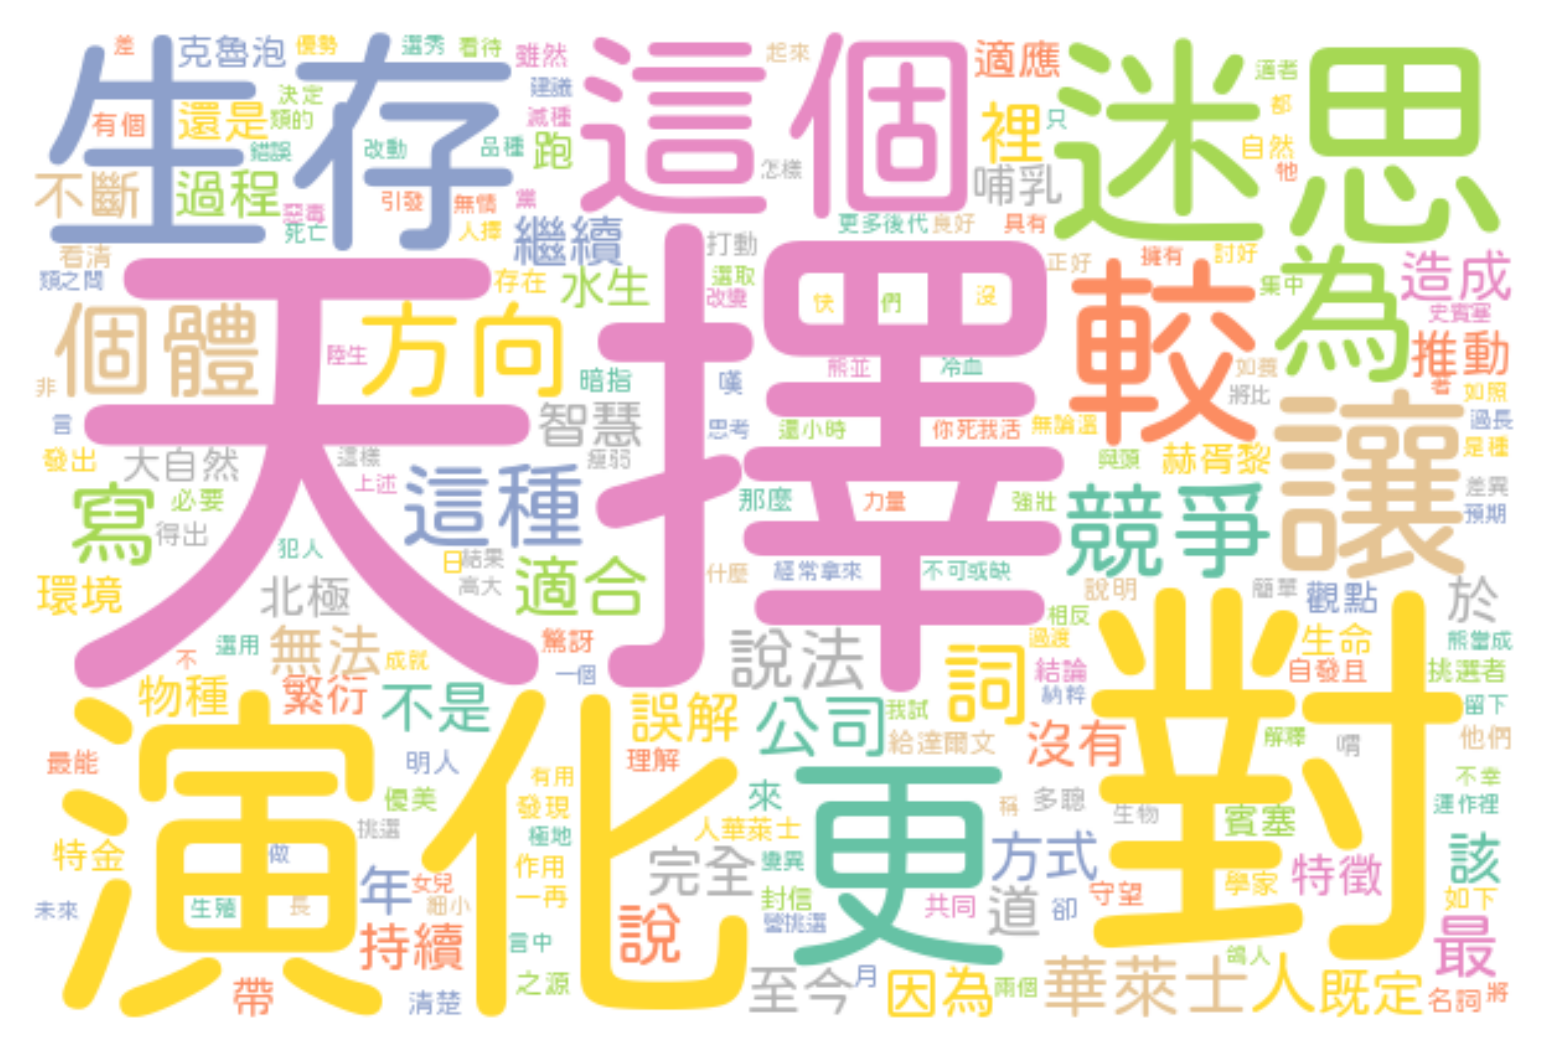 差
克魯泡
優勢
選秀
看待
雖然
起來
適應
適者
生存
這個
迷思
決定
建議
有個
還是
類的
減種
裡
只
都
錯誤
改動
品種
跑
自然
怎樣
哺乳
牠
不斷
過程
惡毒
死亡
引發
無情
黨
人擇
繼續
更多後代
良好
具有
看清
打動
正好
擁有
討好
為
造成
類之間
存在
水生
選取
改變
集中
史賓塞
天擇
快
們
沒
較
個體
方向
陸生
推動
非
暗指
嘆
熊並
冷血
如養
將比
著
如照
言
智慧
思考
還小時
你死我活
無論這
讓
過長
是種
發出
大自然
這樣
瘦弱
與頭
赫胥黎
上述
差異
寫
必要
這種
那麼
力量
強壯
競爭
預期
得出
犯人
日
結果
高大
適合
什麼
經常拿來
不可或缺
環境
北極
說明
簡單
觀點
於
相反
選用
無法
不
成就
驚訝
一個
說法
過渡
生命
熊當成
物種
繁衍
不是
詞
結論
納粹
自發且
挑選者
對
演化
誤解
公司
我試
留下
最能
明人
理解
給達爾文
沒有
解釋
喟
他們
有用
不幸
優美
發現
來
更
稱
多聰
生物
運作裡
挑選
極地
人華萊士
賓塞
特金
做
作用
完全
變異
方式
該
年
女兒
一再
學家
特徵
未來
生殖
長
細小
封信
共同
道
卻
守望
如下
說
營挑選
持續
言中
最
帶
清楚
之源
至今
月
因為
兩個
華萊士
鴿人
人
既定
名詞
將